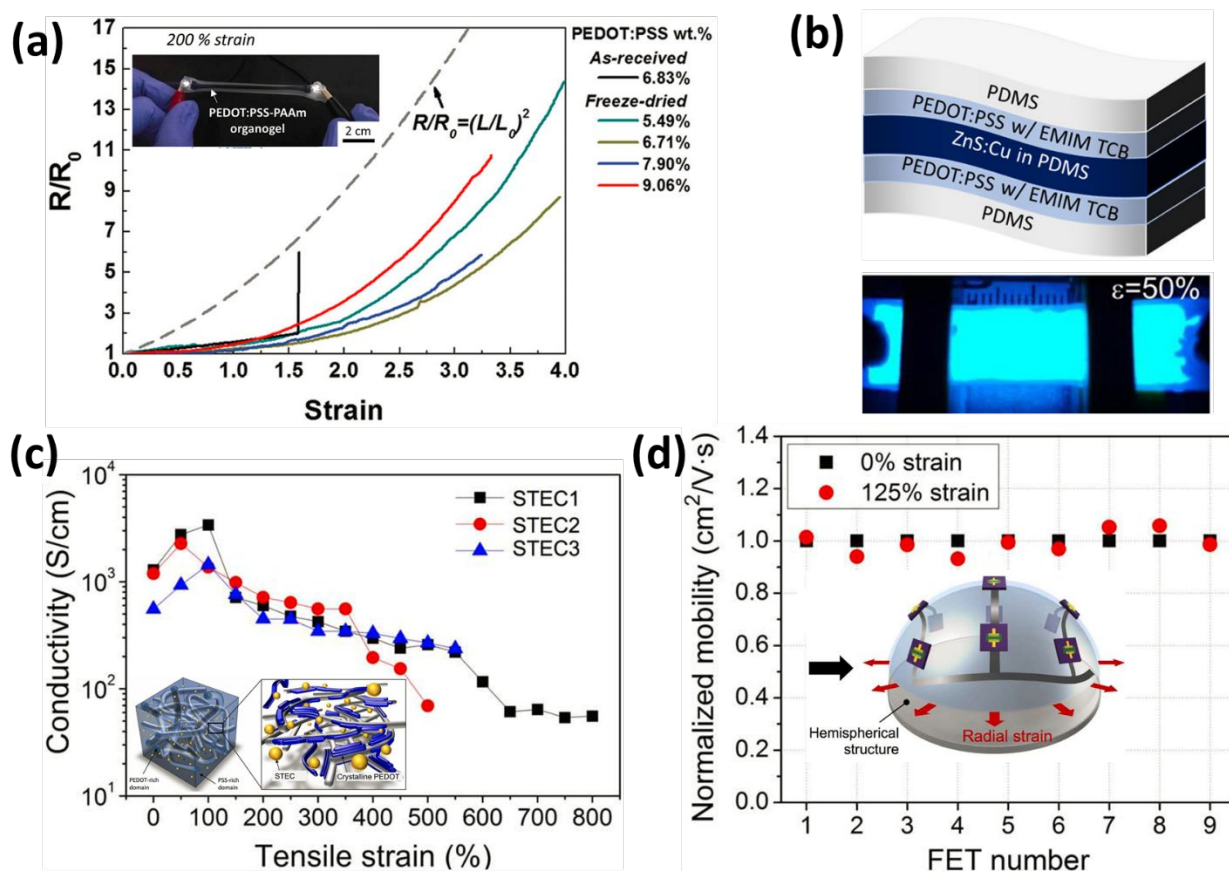 (a)
17
15
13
11
9
7
5
3
1
R/R0
200 % strain
PEDOT:PSS-PAAm
organogel
2 cm
R/R0=(L/L0)2
PEDOT:PSS wt.%
As-received
6.83%
Freeze-dried
5.49%
6.71%
7.90%
9.06%
0.0 0.5 1.0 1.5 2.0 2.5 3.0 3.5 4.0
Strain
(b)
PDMS
PEDOT:PSS w/ EMIM TCB
ZnS:Cu in PDMS
PEDOT:PSS w/ EMIM TCB
PDMS
ε=50%
(c)
10^4
10^3
10^2
10^1
Conductivity (S/cm)
STEC1
STEC2
STEC3
PEDOT-rich
domain
PSS-rich
domain
STEC
Crystalline PEDOT
0 100 200 300 400 500 600 700 800
Tensile strain (%)
(d)
1.4
1.2
1.0
0.8
0.6
0.4
0.2
0.0
Normalized mobility (cm2/V·s)
0% strain
125% strain
Hemispherical
structure
Radial strain
1 2 3 4 5 6 7 8 9
FET number